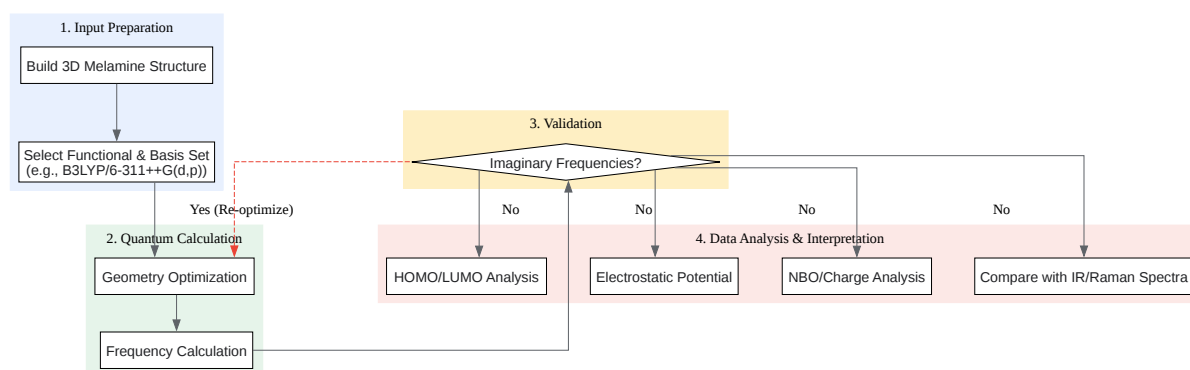 1. Input Preparation
Build 3D Melamine Structure
Select Functional & Basis Set
(e.g., B3LYP/6-311++G(d,p))
3. Validation
Imaginary Frequencies?
Yes (Re-optimize)
No
No
No
No
2. Quantum Calculation
Geometry Optimization
Frequency Calculation
4. Data Analysis & Interpretation
HOMO/LUMO Analysis
Electrostatic Potential
NBO/Charge Analysis
Compare with IR/Raman Spectra